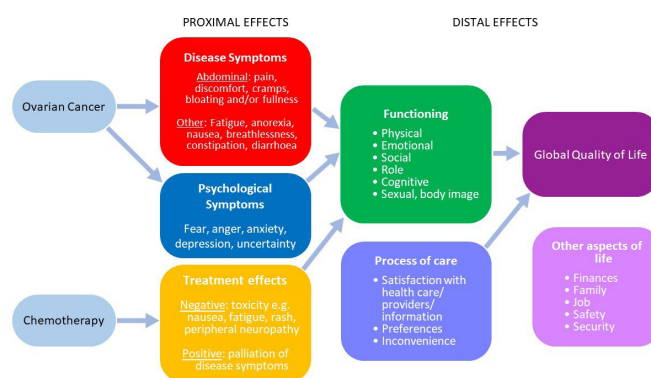 PROXIMAL EFFECTS
DISTAL EFFECTS
Ovarian Cancer
Chemotherapy
Disease Symptoms
Abdominal: pain,
discomfort, cramps,
bloating and/or fullness
Other: Fatigue, anorexia,
nausea, breathlessness,
constipation, diarrhoea
Psychological
Symptoms
Fear, anger, anxiety,
depression, uncertainty
Treatment effects
Negative: toxicity e.g.
nausea, fatigue, rash,
peripheral neuropathy
Positive: palliation of
disease symptoms
Functioning
• Physical
• Emotional
• Social
• Role
• Cognitive
• Sexual, body image
Process of care
• Satisfaction with
health care/
providers/
information
• Preferences
• Inconvenience
Global Quality of Life
Other aspects of
life
• Finances
• Family
• Job
• Safety
• Security